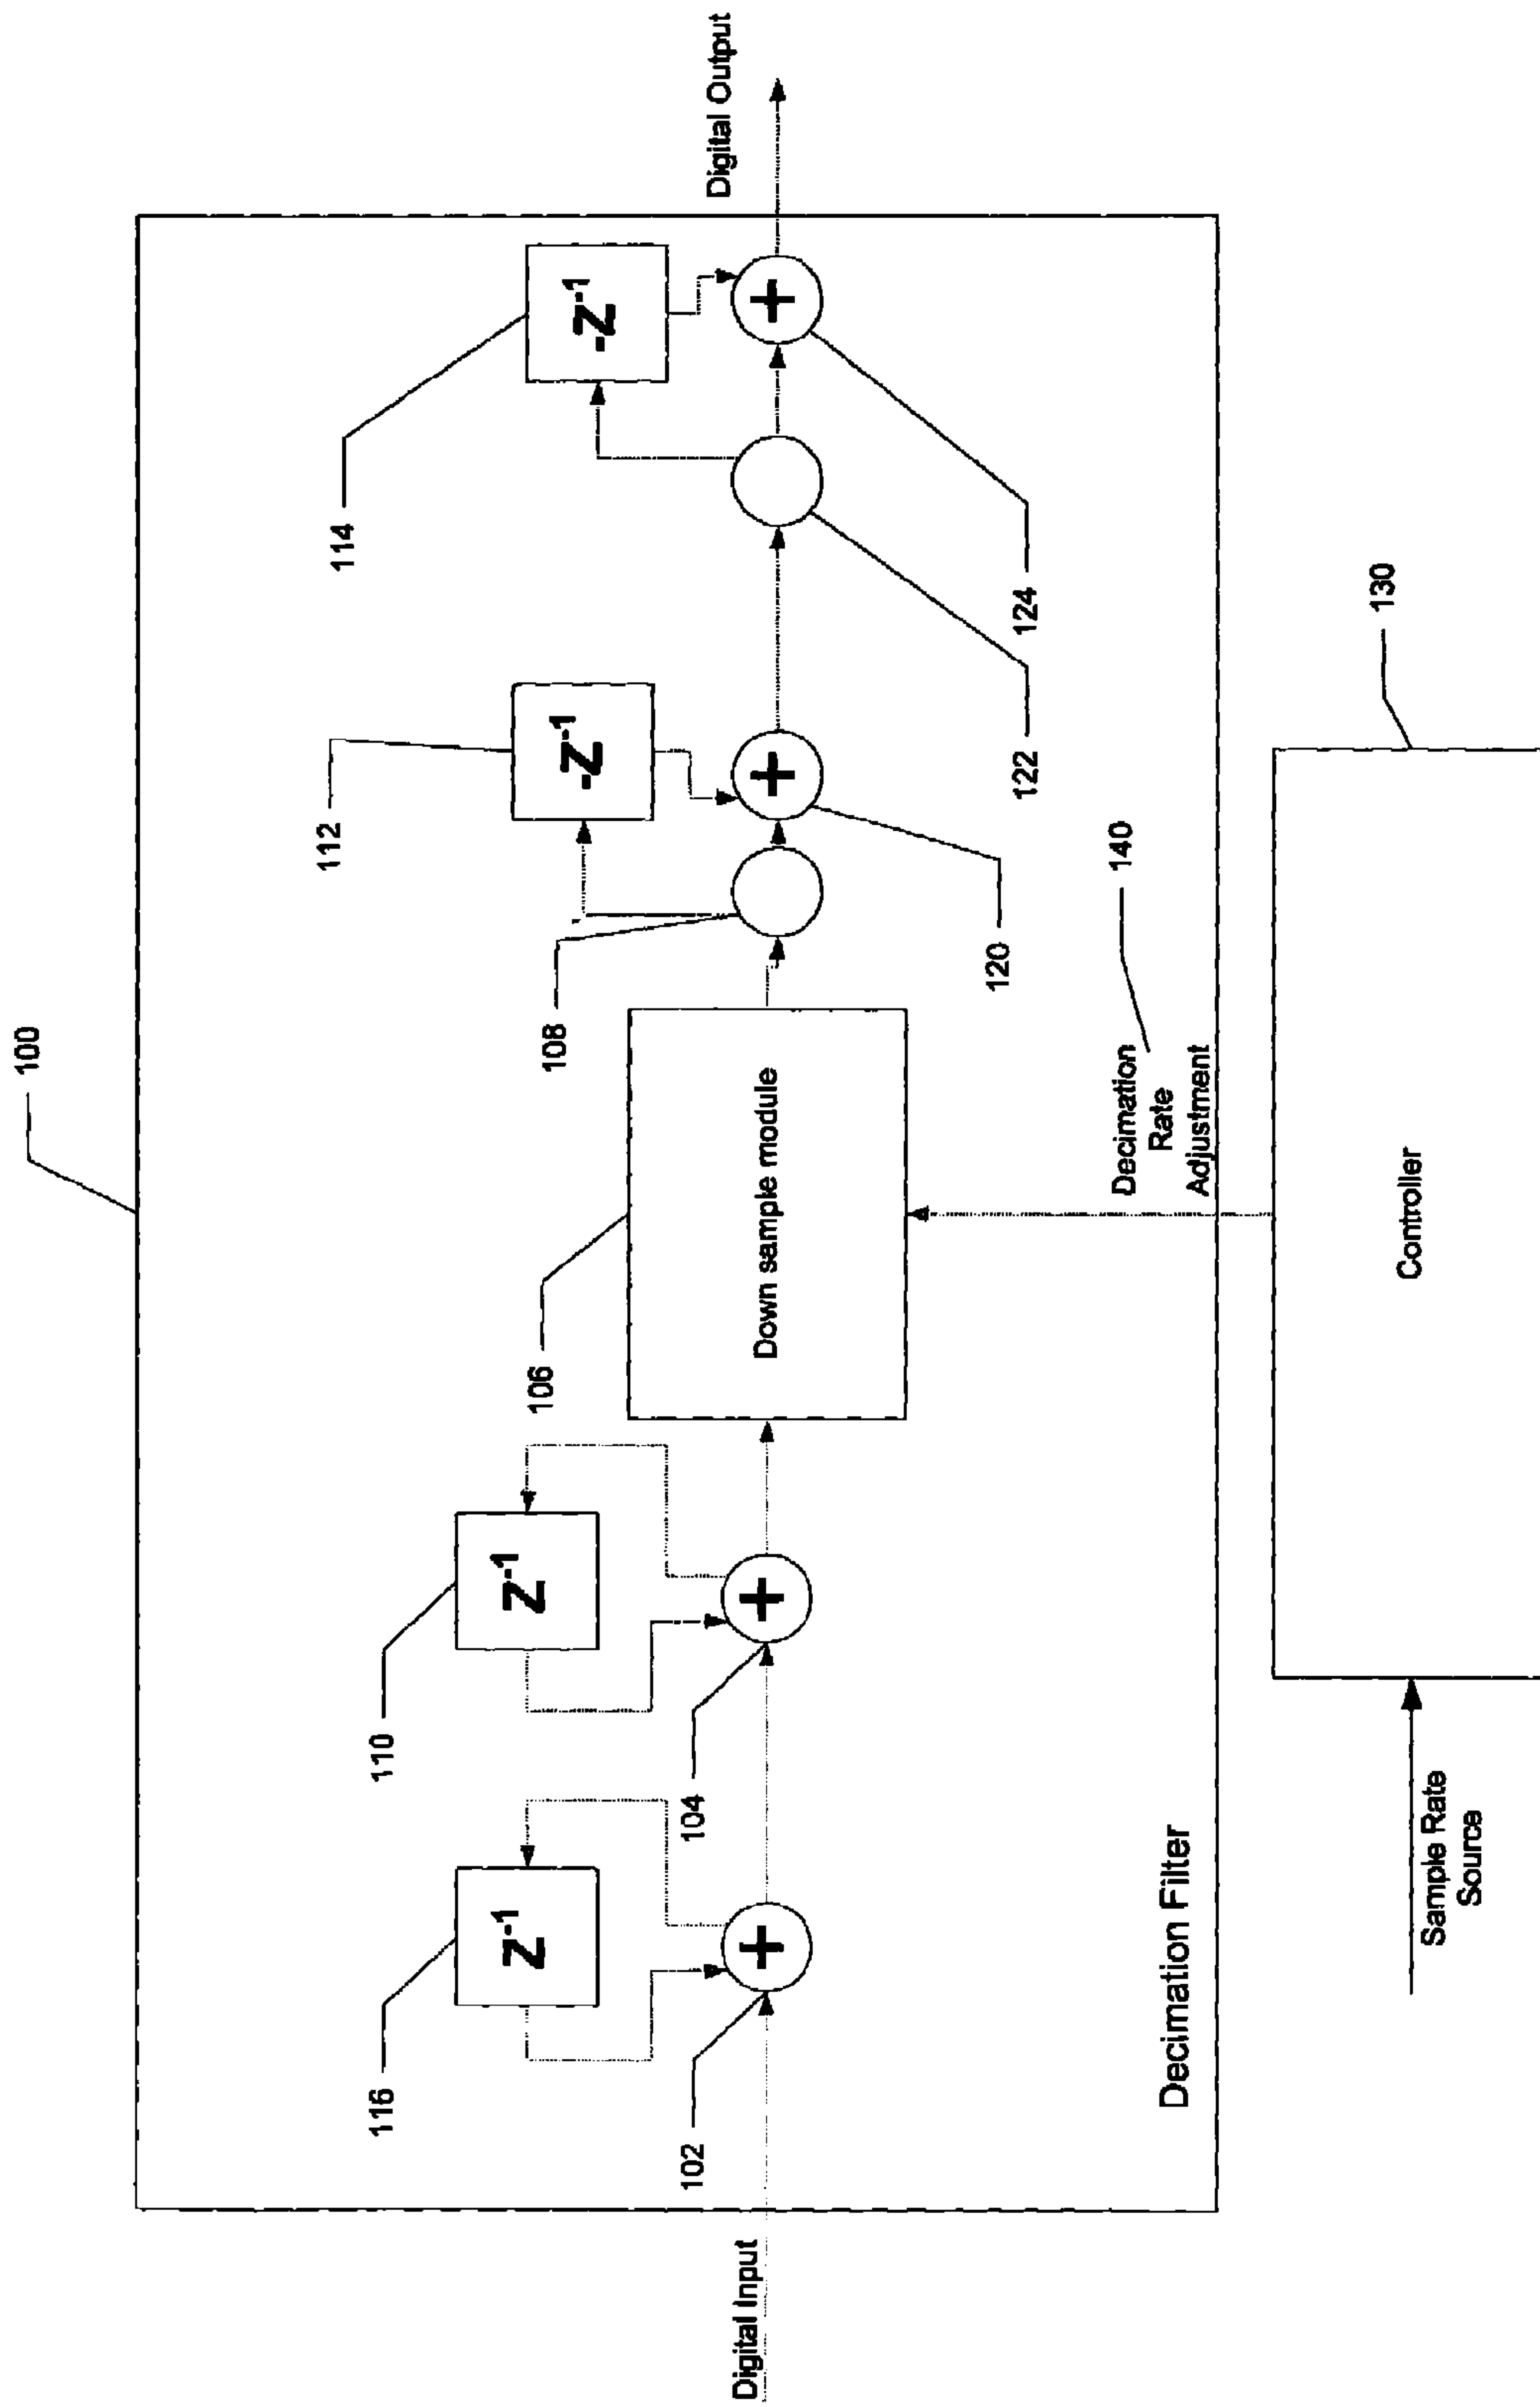 100
114
-Z⁻¹
112
-Z⁻¹
110
Z⁻¹
116
Z⁻¹
108
106
Down sample module
Digital Input
102
+
104
+
+
120
122
+
124
Digital Output
140
Decimation
Rate
Adjustment
Decimation Filter
130
Controller
Sample Rate
Source